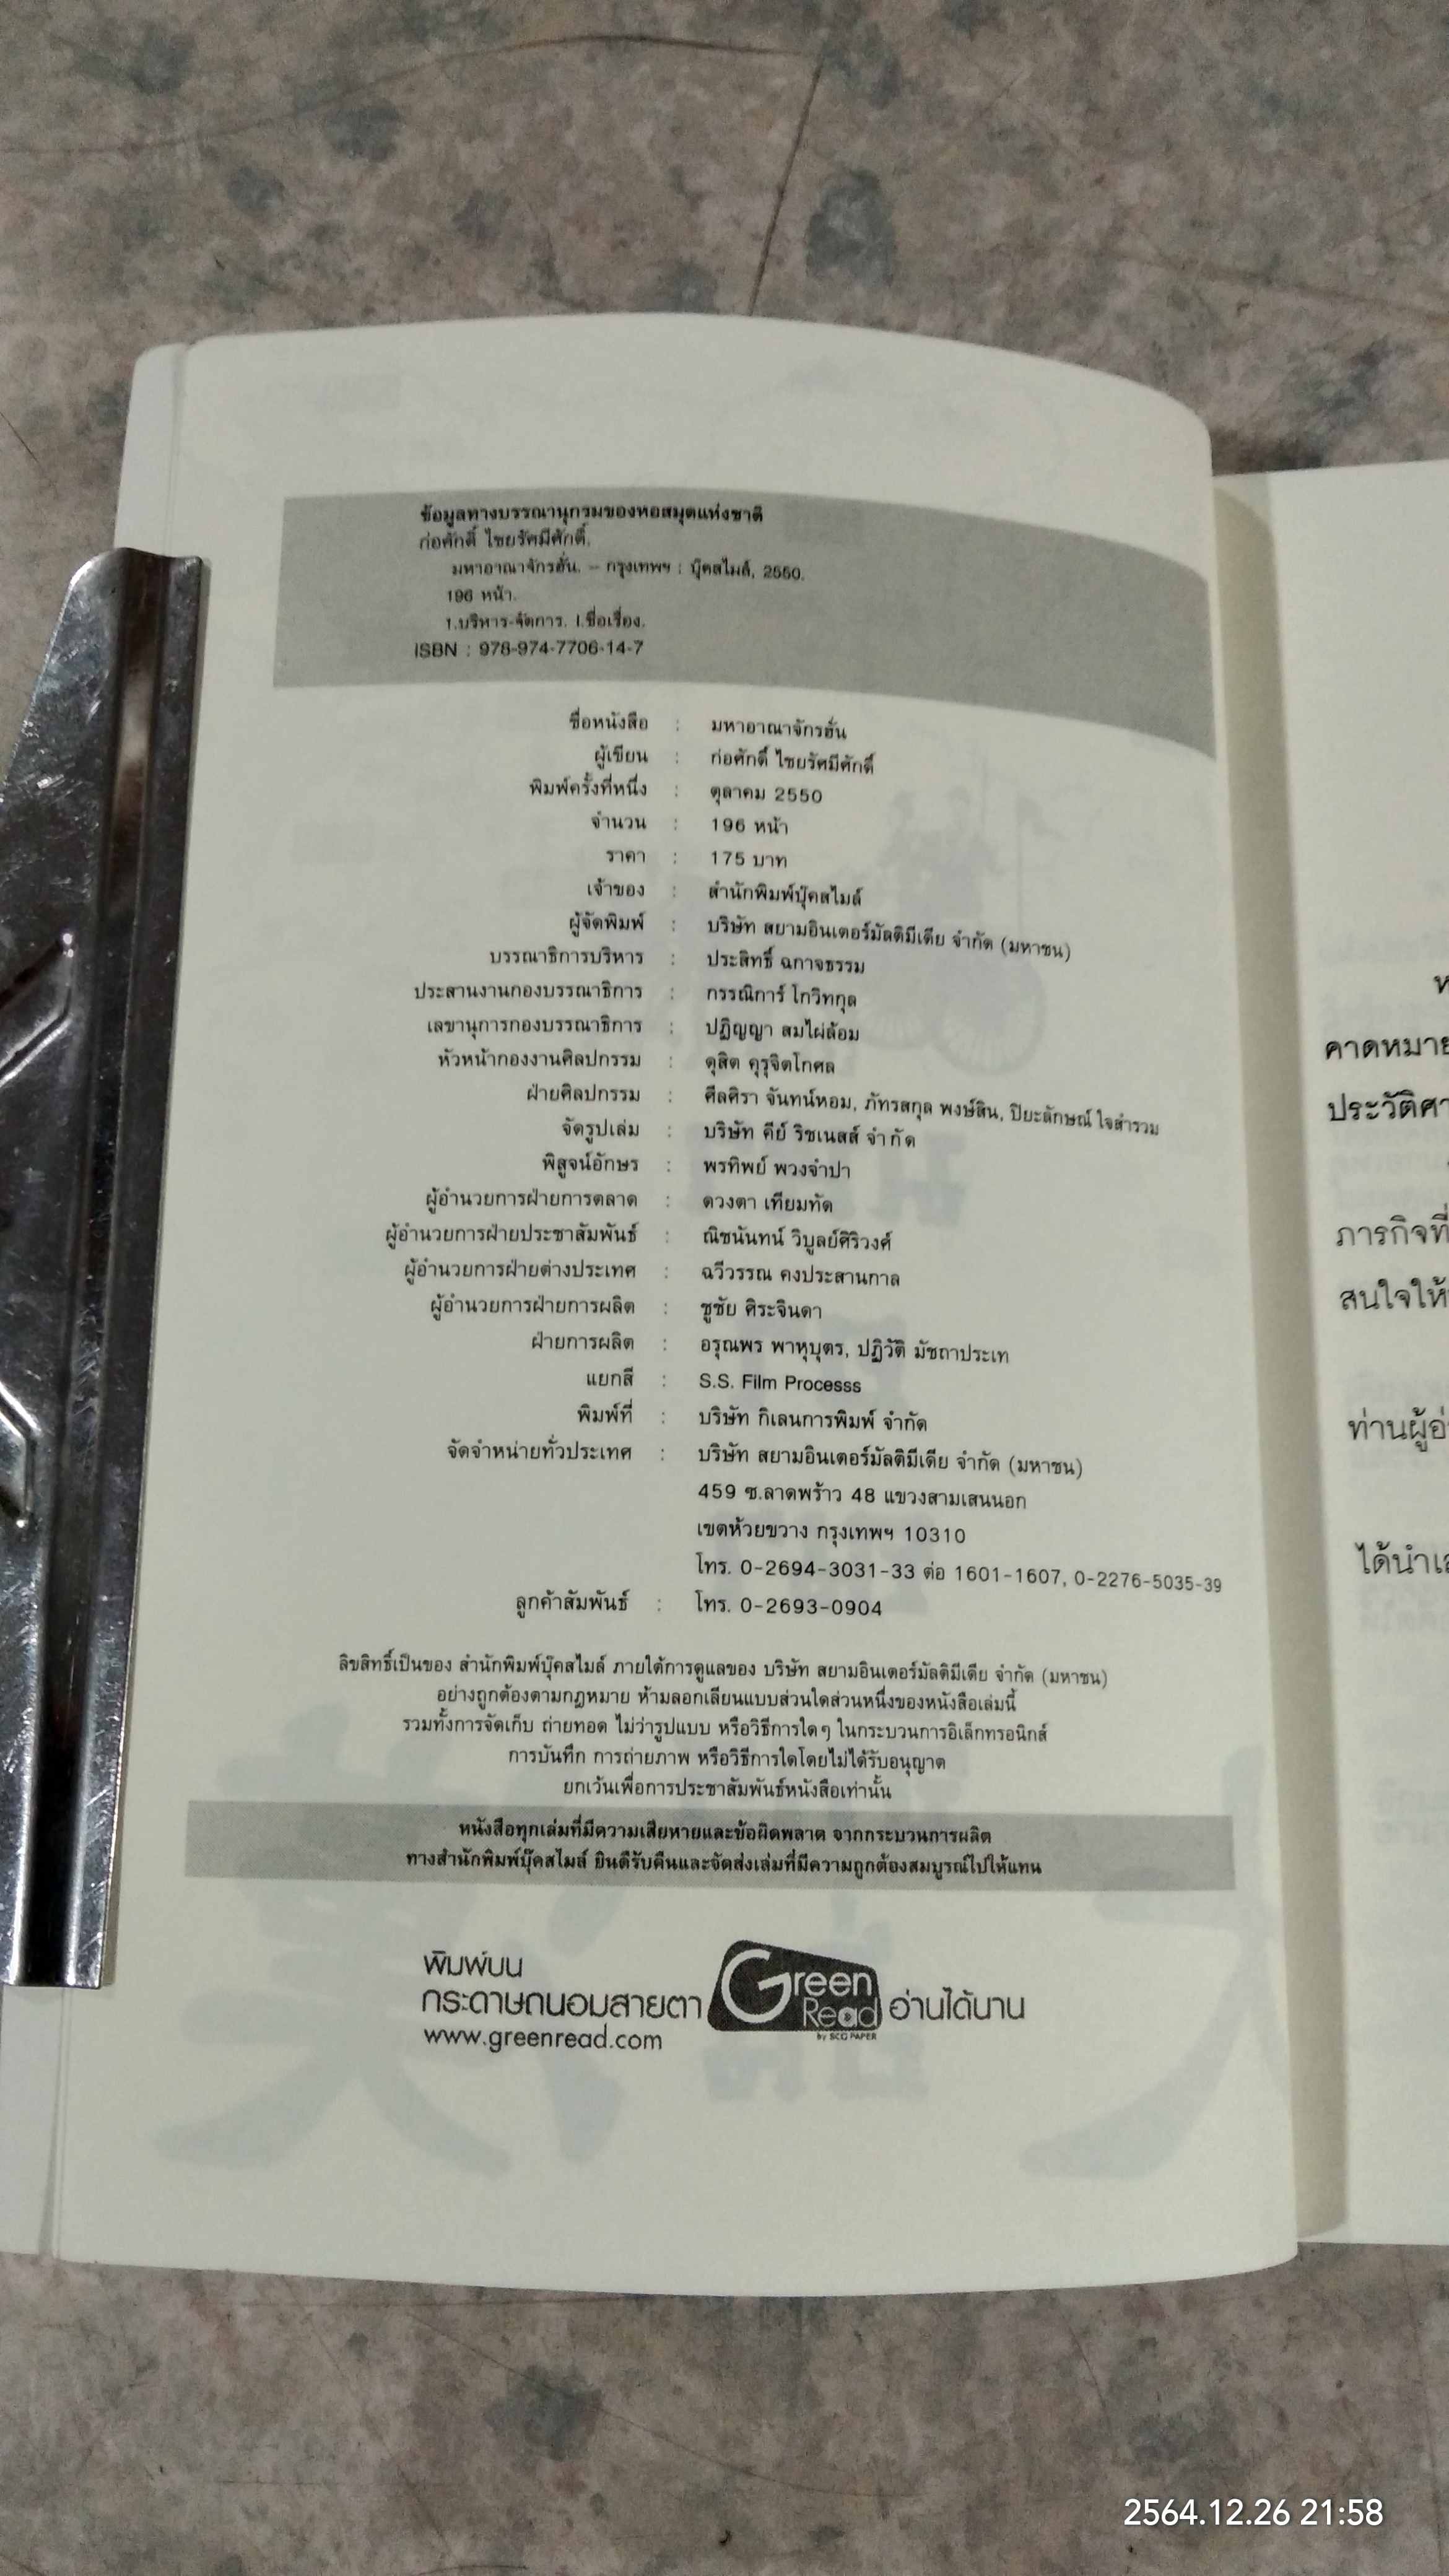 ข้อมูลทางบรรณานุกรมของหอสมุดแห่งชาติ
ก่อศักดิ์ ไชยรัศมีศักดิ์.
มหาอาณาจักรฮั่น. – กรุงเทพฯ : บุ๊คสไมล์, 2550.
196 หน้า.
1.บริหาร-จัดการ. I.ชื่อเรื่อง.
ISBN : 978-974-7706-14-7
ชื่อหนังสือ : มหาอาณาจักรฮั่น
ผู้เขียน : ก่อศักดิ์ ไชยรัศมีศักดิ์
พิมพ์ครั้งที่หนึ่ง : ตุลาคม 2550
จำนวน : 196 หน้า
ราคา : 175 บาท
เจ้าของ : สำนักพิมพ์บุ๊คสไมล์
ผู้จัดพิมพ์ : บริษัท สยามอินเตอร์มัลติมีเดีย จำกัด (มหาชน)
บรรณาธิการบริหาร : ประสิทธิ์ ฉกาจธรรม
ประสานงานกองบรรณาธิการ : กรรณิการ์ โกวิทกุล
เลขานุการกองบรรณาธิการ : ปฏิญญา สมไผ่ล้อม
หัวหน้ากองงานศิลปกรรม : ดุสิต คุรุจิตโกศล
ฝ่ายศิลปกรรม : ศีลศิรา จันทน์หอม, ภัทรสกุล พงษ์สิน, ปิยะลักษณ์ ใจสำรวม
จัดรูปเล่ม : บริษัท คีย์ ริชเนสส์ จำกัด
พิสูจน์อักษร : พรทิพย์ พวงจำปา
ผู้อำนวยการฝ่ายการตลาด : ดวงตา เทียมทัด
ผู้อำนวยการฝ่ายประชาสัมพันธ์ : ณิชนันทน์ วิบูลย์ศิริวงศ์
ผู้อำนวยการฝ่ายต่างประเทศ : ฉวีวรรณ คงประสานกาล
ผู้อำนวยการฝ่ายการผลิต : ชูชัย ศิระจินดา
ฝ่ายการผลิต : อรุณพร พาหุบุตร, ปฏิวัติ มัชถาประเท
แยกสี : S.S. Film Processs
พิมพ์ที่ : บริษัท กิเลนการพิมพ์ จำกัด
จัดจำหน่ายทั่วประเทศ : บริษัท สยามอินเตอร์มัลติมีเดีย จำกัด (มหาชน)
459 ซ.ลาดพร้าว 48 แขวงสามเสนนอก
เขตห้วยขวาง กรุงเทพฯ 10310
โทร. 0-2694-3031-33 ต่อ 1601-1607, 0-2276-5035-39
ลูกค้าสัมพันธ์ : โทร. 0-2693-0904
ลิขสิทธิ์เป็นของ สำนักพิมพ์บุ๊คสไมล์ ภายใต้การดูแลของ บริษัท สยามอินเตอร์มัลติมีเดีย จำกัด (มหาชน)
อย่างถูกต้องตามกฎหมาย ห้ามลอกเลียนแบบส่วนใดส่วนหนึ่งของหนังสือเล่มนี้
รวมทั้งการจัดเก็บ ถ่ายทอด ไม่ว่ารูปแบบ หรือวิธีการใดๆ ในกระบวนการอิเล็กทรอนิกส์
การบันทึก การถ่ายภาพ หรือวิธีการใดโดยไม่ได้รับอนุญาต
ยกเว้นเพื่อการประชาสัมพันธ์หนังสือเท่านั้น
หนังสือทุกเล่มที่มีความเสียหายและข้อผิดพลาด จากกระบวนการผลิต
ทางสำนักพิมพ์บุ๊คสไมล์ ยินดีรับคืนและจัดส่งเล่มที่มีความถูกต้องสมบูรณ์ไปให้แทน
พิมพ์บน
กระดาษถนอมสายตา Green Read อ่านได้นาน
by SCG PAPER
www.greenread.com
คาดหมาย
ประวัติศา
ภารกิจที่
สนใจให้
ท่านผู้อ่
ได้นำเส
2564.12.26 21:58